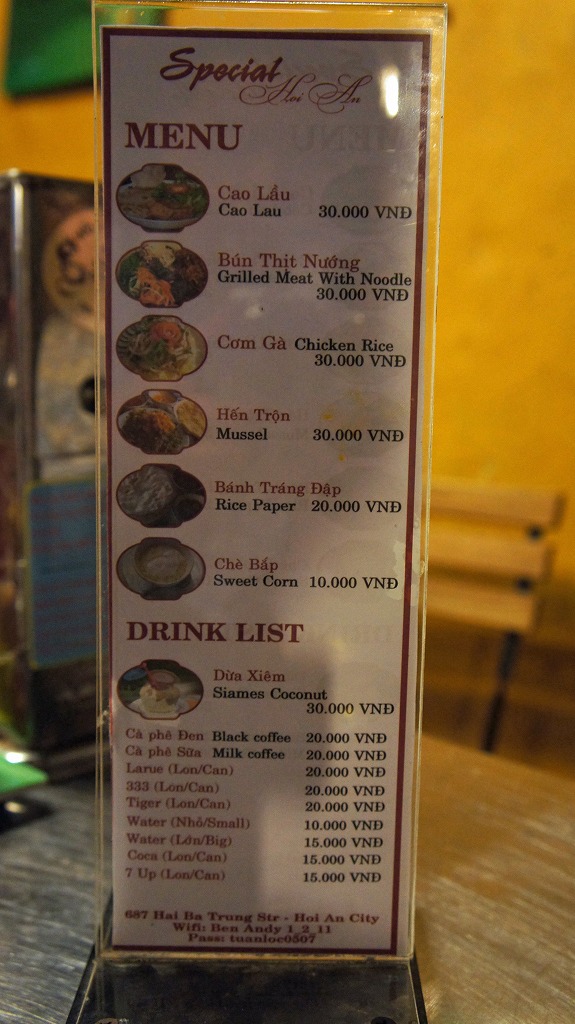 Special
Hoi An
MENU
Cao Lầu
Cao Lau 30.000 VNĐ
Bún Thịt Nướng
Grilled Meat With Noodle
30.000 VNĐ
Cơm Gà Chicken Rice
30.000 VNĐ
Hến Trộn
Mussel 30.000 VNĐ
Bánh Tráng Đập
Rice Paper 20.000 VNĐ
Chè Bắp
Sweet Corn 10.000 VNĐ
DRINK LIST
Dừa Xiêm
Siames Coconut
30.000 VNĐ
Cà phê Đen Black coffee 20.000 VNĐ
Cà phê Sữa Milk coffee 20.000 VNĐ
Larue (Lon/Can) 20.000 VNĐ
333 (Lon/Can) 20.000 VNĐ
Tiger (Lon/Can) 20.000 VNĐ
Water (Nhỏ/Small) 10.000 VNĐ
Water (Lớn/Big) 15.000 VNĐ
Coca (Lon/Can) 15.000 VNĐ
7 Up (Lon/Can) 15.000 VNĐ
687 Hai Ba Trung Str - Hoi An City
Wifi: Ben Andy 1_2_11
Pass: tuanloc0507